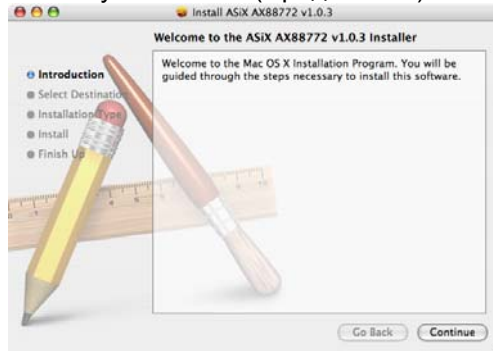 Install ASiX AX88772 v1.0.3
Welcome to the ASiX AX88772 v1.0.3 Installer
Introduction
Select Destination
Installation Type
Install
Finish Up
Welcome to the Mac OS X Installation Program. You will be
guided through the steps necessary to install this software.
Go Back
Continue